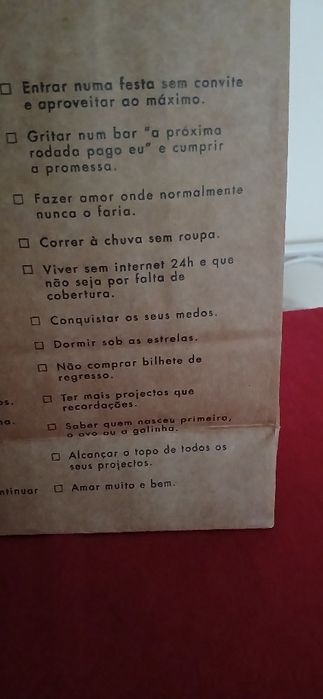 Entrar numa festa sem convite
e aproveitar ao máximo.
Gritar num bar "a próxima
rodada pago eu" e cumprir
a promessa.
Fazer amor onde normalmente
nunca o faria.
Correr à chuva sem roupa.
Viver sem internet 24h e que
não seja por falta de
cobertura.
Conquistar os seus medos.
Dormir sob as estrelas.
Não comprar bilhete de
regresso.
Ter mais projectos que
recordações.
Saber quem nasceu primeiro,
o ovo ou a galinha.
Alcançar o topo de todos os
seus projectos.
Amar muito e bem.